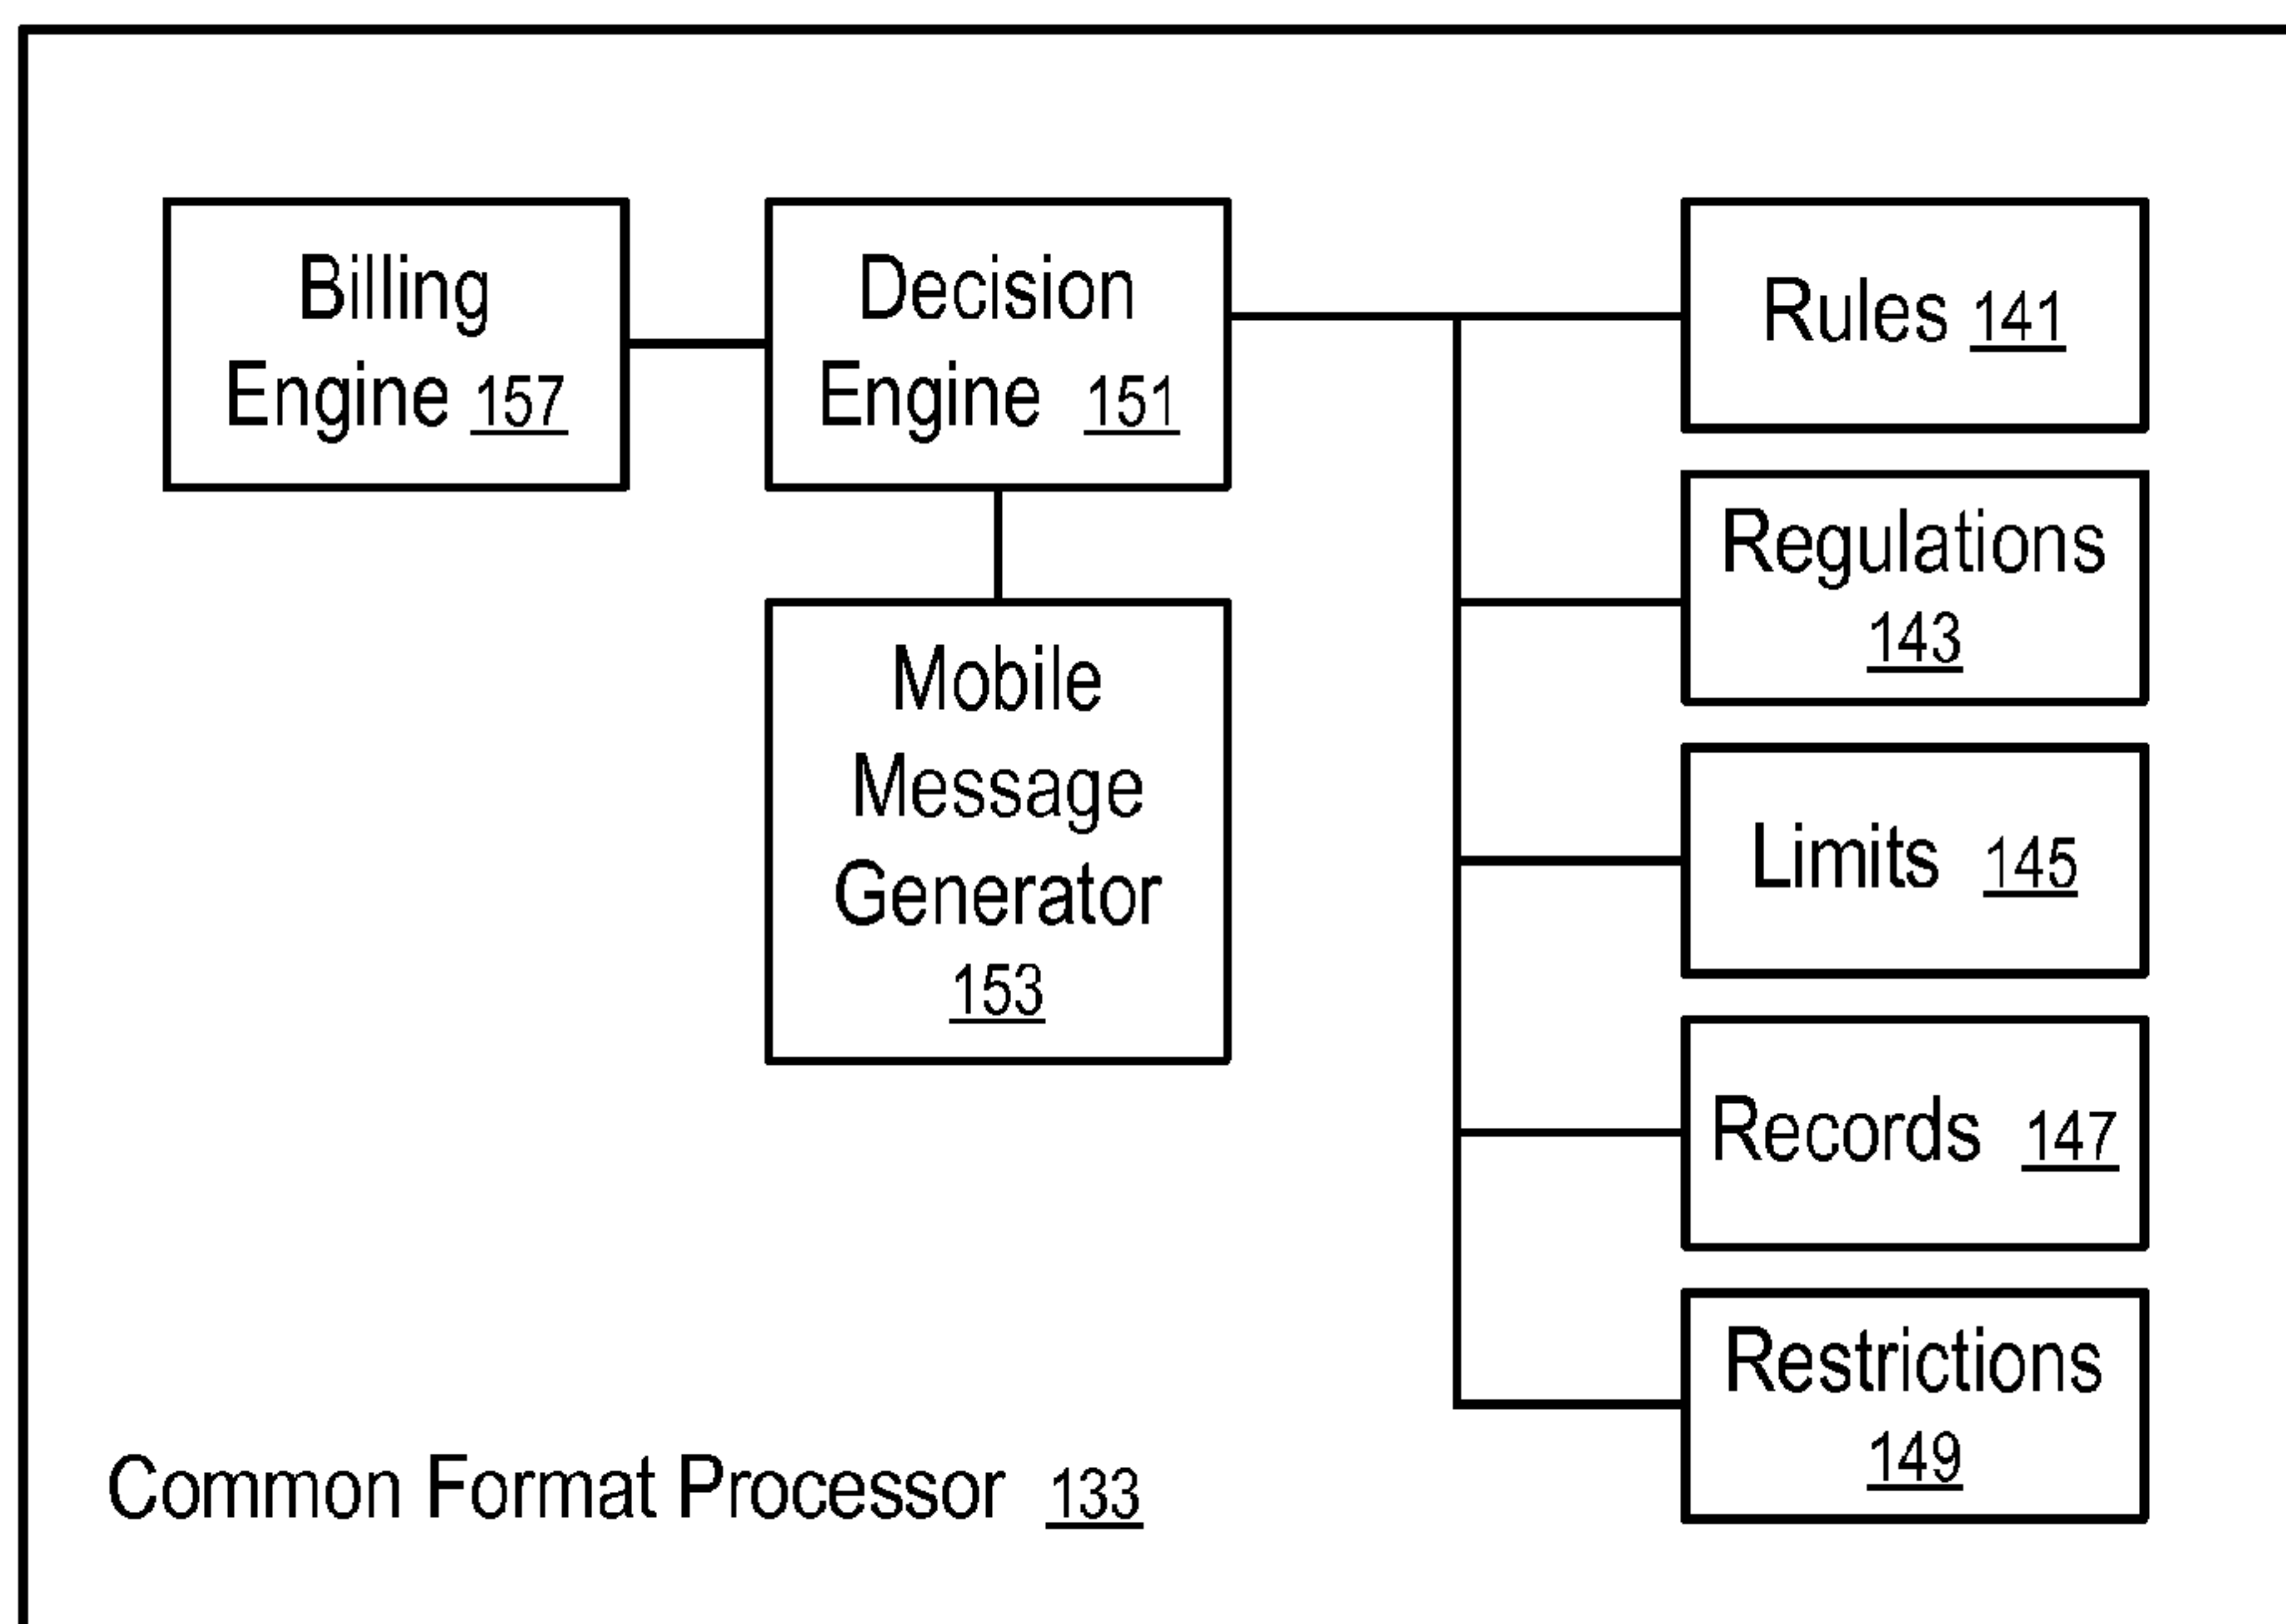 Billing
Engine 157
Decision
Engine 151
Mobile
Message
Generator
153
Rules 141
Regulations
143
Limits 145
Records 147
Restrictions
149
Common Format Processor 133